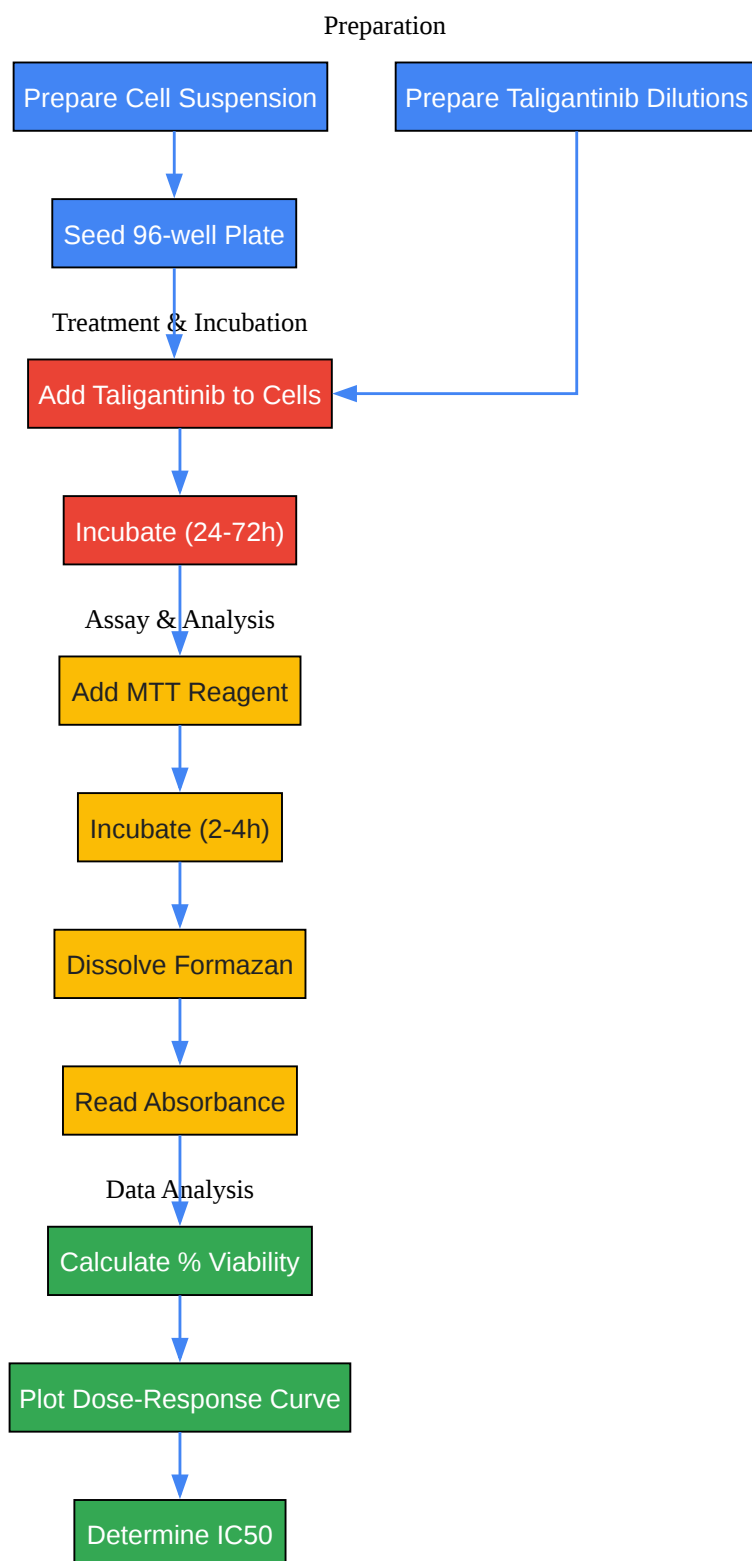 Preparation
Prepare Cell Suspension
Prepare Taligantinib Dilutions
Seed 96-well Plate
Treatment & Incubation
Add Taligantinib to Cells
Incubate (24-72h)
Assay & Analysis
Add MTT Reagent
Incubate (2-4h)
Dissolve Formazan
Read Absorbance
Data Analysis
Calculate % Viability
Plot Dose-Response Curve
Determine IC50